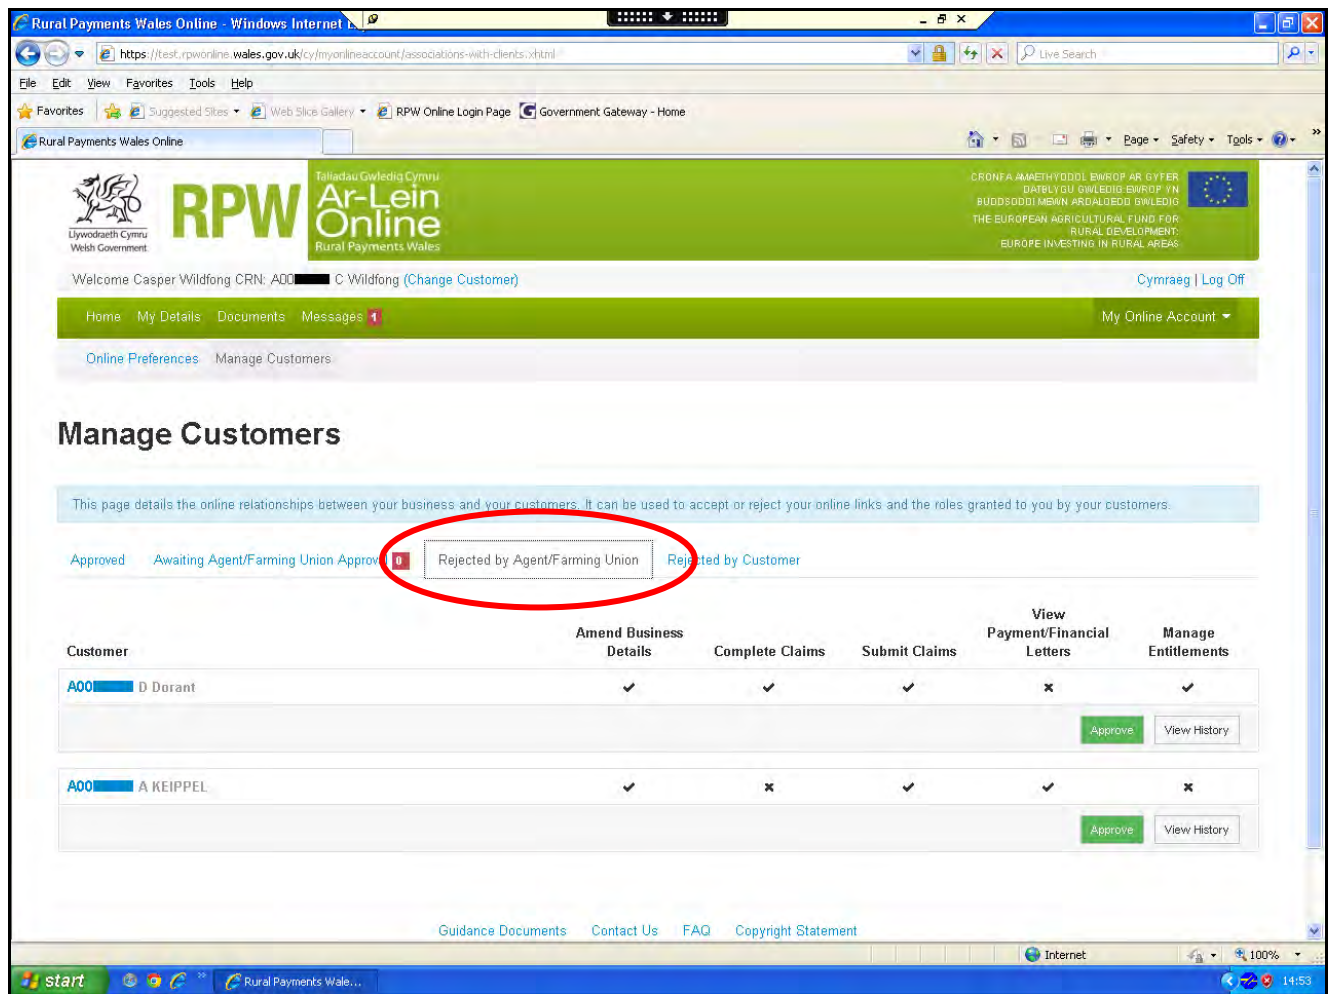 Rural Payments Wales Online - Windows Internet
https://test.rpwonline.wales.gov.uk/cy/myonlineaccount/associations-with-clients.xhtml
Live Search
File Edit View Favorites Tools Help
Favorites Suggested Sites Web Slice Gallery RPW Online Login Page Government Gateway - Home
Rural Payments Wales Online
Page Safety Tools
Llywodraeth Cymru
Welsh Government
RPW
Taliadau Gwledig Cymru
Ar-Lein
Online
Rural Payments Wales
CRONFA AMAETHYDDOL EWROP AR GYFER
DATBLYGU GWLEDIG EWROP YN
BUDDSODDI MEWN ARDALOEDD GWLEDIG
THE EUROPEAN AGRICULTURAL FUND FOR
RURAL DEVELOPMENT:
EUROPE INVESTING IN RURAL AREAS
Welcome Casper Wildfong CRN: A00 C Wildfong (Change Customer)
Cymraeg | Log Off
Home My Details Documents Messages 1
My Online Account
Online Preferences Manage Customers
Manage Customers
This page details the online relationships between your business and your customers. It can be used to accept or reject your online links and the roles granted to you by your customers.
Approved Awaiting Agent/Farming Union Approval 0 Rejected by Agent/Farming Union Rejected by Customer
Customer Amend Business Details Complete Claims Submit Claims View Payment/Financial Letters Manage Entitlements
A00 D Dorant
Approve View History
A00 A KEIPPEL
Approve View History
Guidance Documents Contact Us FAQ Copyright Statement
Internet 100%
start Rural Payments Wale... 14:53